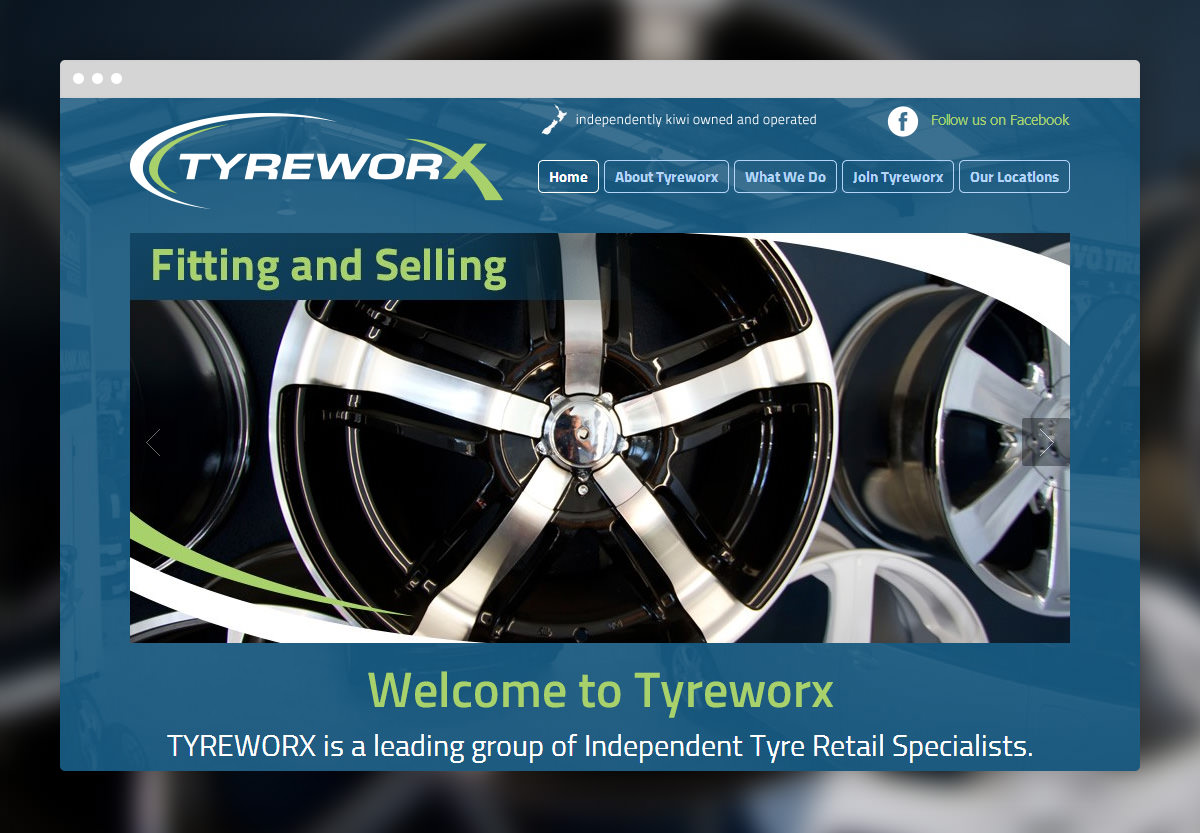 TYREWORX
independently kiwi owned and operated
Follow us on Facebook
Home
About Tyreworx
What We Do
Join Tyreworx
Our Locations
Fitting and Selling
Welcome to Tyreworx
TYREWORX is a leading group of Independent Tyre Retail Specialists.